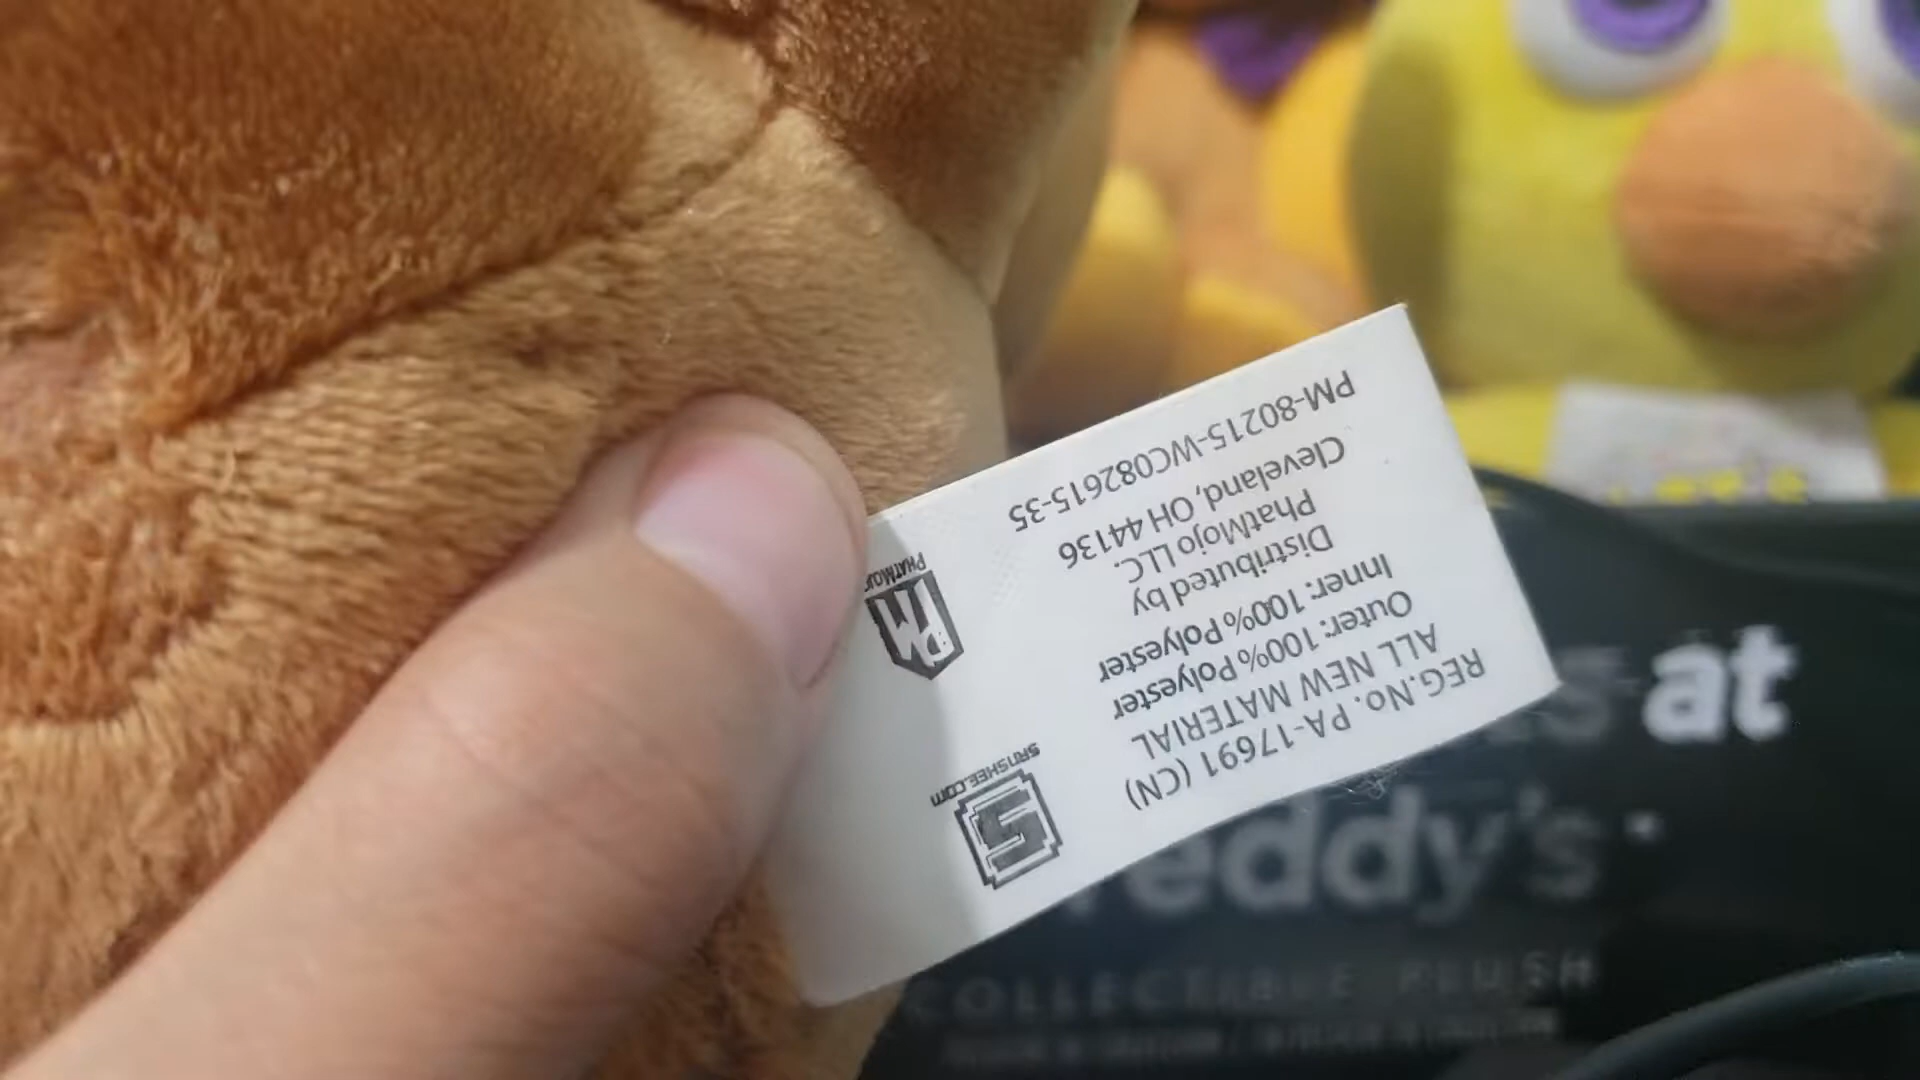 REG.No. PA-17691 (CN)
ALL NEW MATERIAL
Outer: 100% Polyester
Inner: 100% Polyester
Distributed by
PhatMojo LLC.
Cleveland, OH 44136
PM-80215-WC082615-35
S
SANSHEE.COM
PM
PHATMOJO
at
eddy's
COLLECTIBLE PLUSH